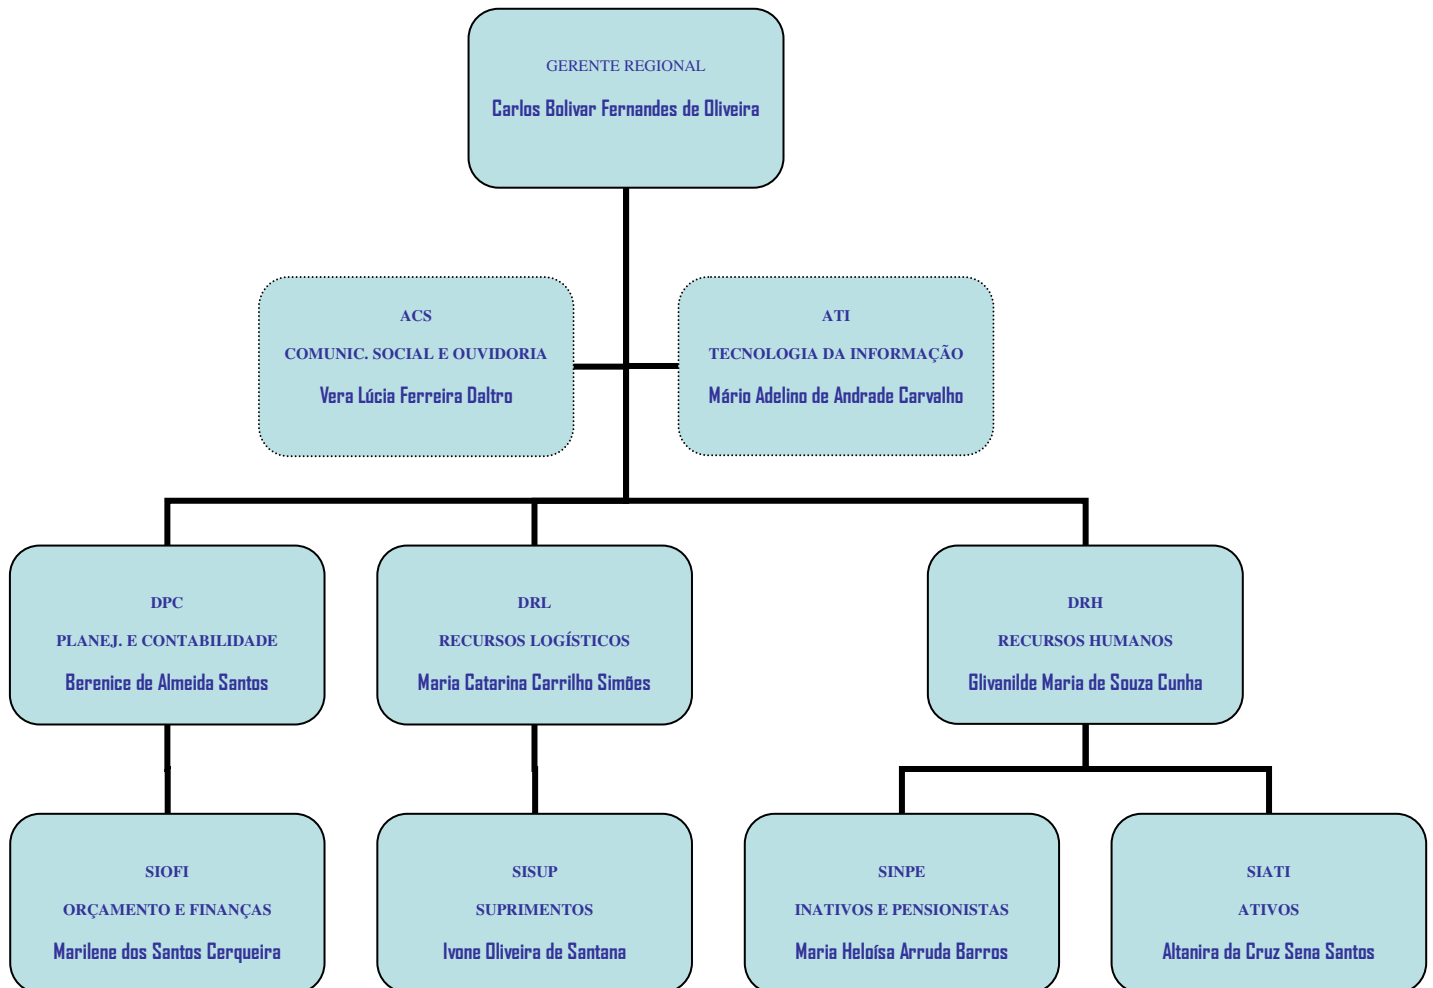 GERENTE REGIONAL
Carlos Bolivar Fernandes de Oliveira
ACS
COMUNIC. SOCIAL E OUVIDORIA
Vera Lúcia Ferreira Daltro
ATI
TECNOLOGIA DA INFORMAÇÃO
Mário Adelino de Andrade Carvalho
DPC
PLANEJ. E CONTABILIDADE
Berenice de Almeida Santos
DRL
RECURSOS LOGÍSTICOS
Maria Catarina Carrilho Simões
DRH
RECURSOS HUMANOS
Glivanilde Maria de Souza Cunha
SIOFI
ORÇAMENTO E FINANÇAS
Marilene dos Santos Cerqueira
SISUP
SUPRIMENTOS
Ivone Oliveira de Santana
SINPE
INATIVOS E PENSIONISTAS
Maria Heloísa Arruda Barros
SIATI
ATIVOS
Altanira da Cruz Sena Santos